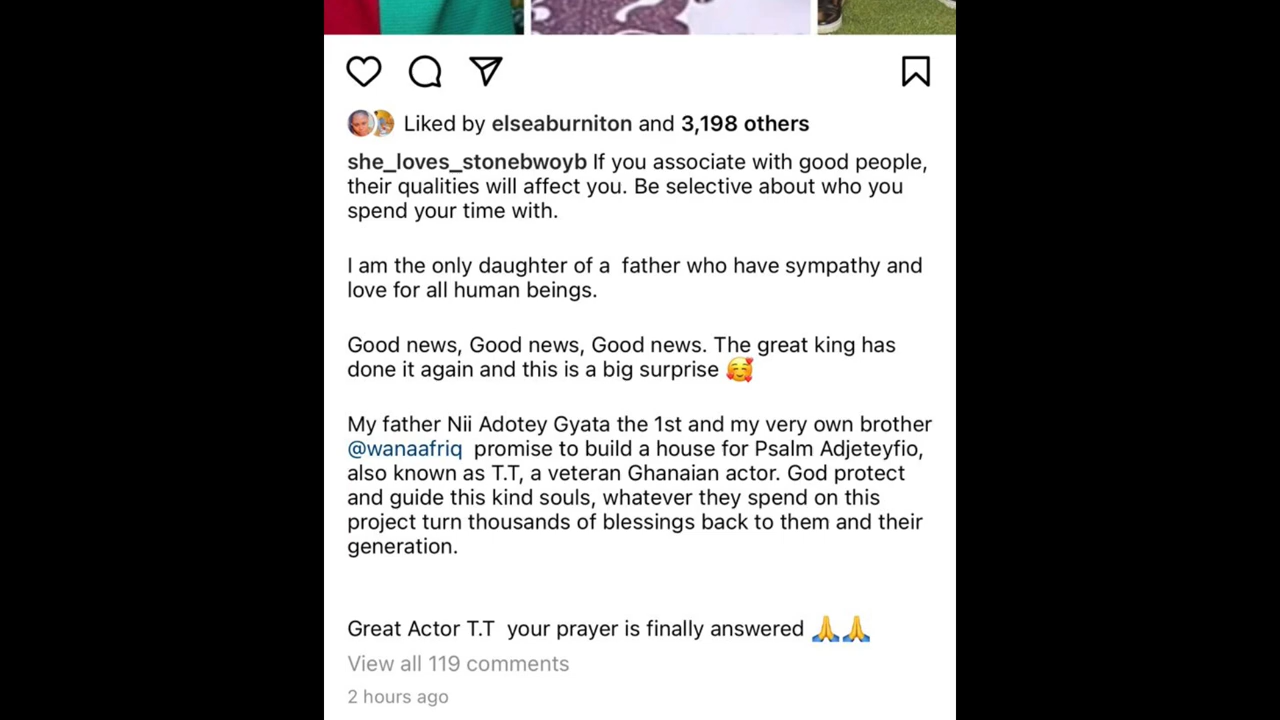 Liked by elseaburniton and 3,198 others
she_loves_stonebwoyb If you associate with good people,
their qualities will affect you. Be selective about who you
spend your time with.
I am the only daughter of a  father who have sympathy and
love for all human beings.
Good news, Good news, Good news. The great king has
done it again and this is a big surprise 🥰
My father Nii Adotey Gyata the 1st and my very own brother
@wanaafriq  promise to build a house for Psalm Adjeteyfio,
also known as T.T, a veteran Ghanaian actor. God protect
and guide this kind souls, whatever they spend on this
project turn thousands of blessings back to them and their
generation.
Great Actor T.T  your prayer is finally answered 🙏🙏
View all 119 comments
2 hours ago